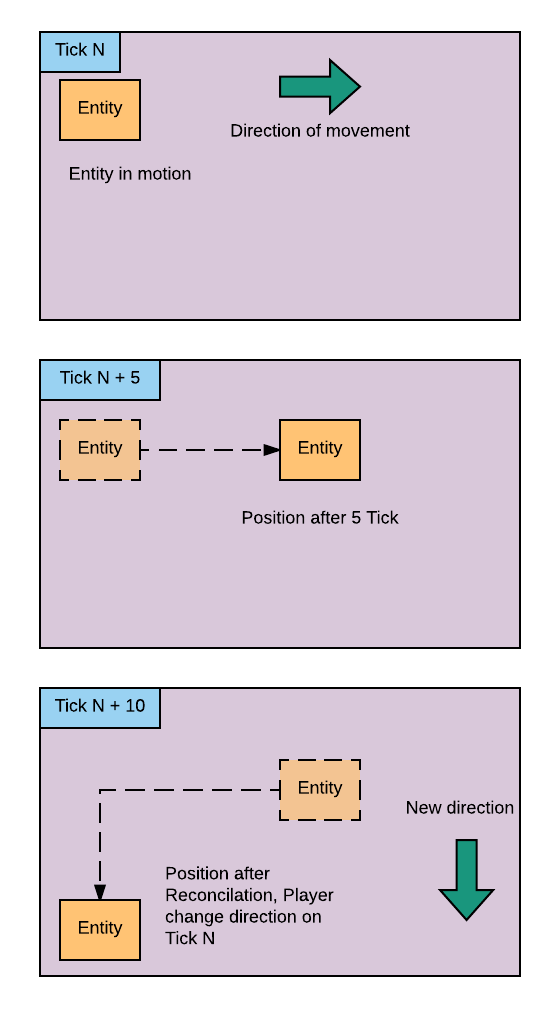 Tick N
Entity
Direction of movement
Entity in motion
Tick N + 5
Entity
Entity
Position after 5 Tick
Tick N + 10
Entity
New direction
Position after
Reconcilation, Player
change direction on
Tick N
Entity